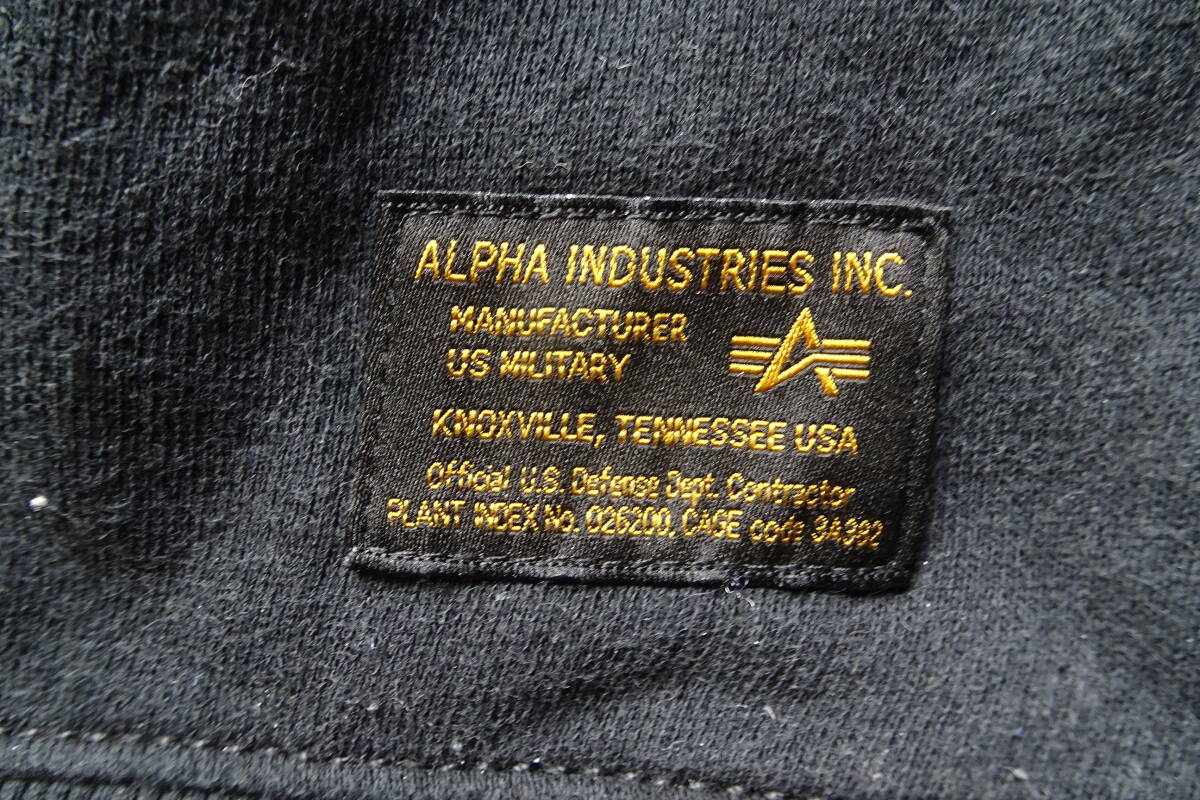 ALPHA INDUSTRIES INC.
MANUFACTURER
US MILITARY
KNOXVILLE, TENNESSEE USA
Official U.S. Defense Dept. Contractor
PLANT INDEX No. 026200. CAGE code 3A392